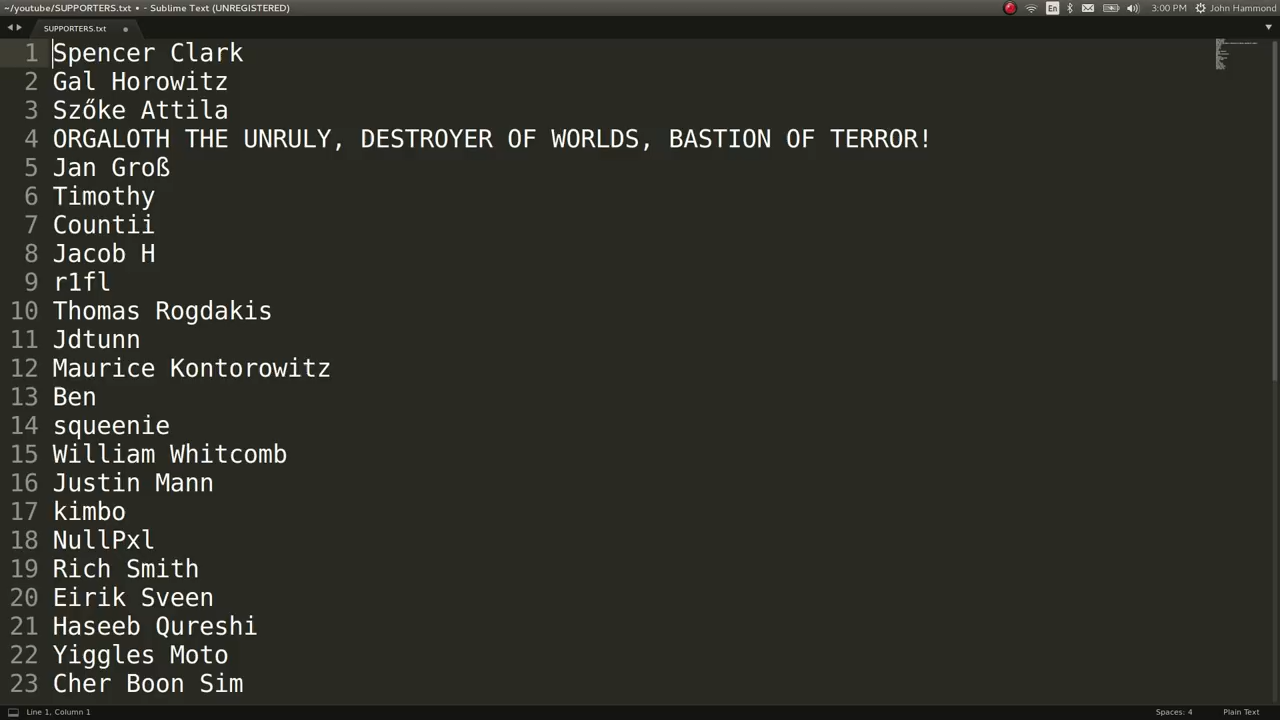 ~/youtube/SUPPORTERS.txt • - Sublime Text (UNREGISTERED)
En
3:00 PM
John Hammond
SUPPORTERS.txt
1 Spencer Clark
2 Gal Horowitz
3 Szőke Attila
4 ORGALOTH THE UNRULY, DESTROYER OF WORLDS, BASTION OF TERROR!
5 Jan Groß
6 Timothy
7 Countii
8 Jacob H
9 r1fl
10 Thomas Rogdakis
11 Jdtunn
12 Maurice Kontorowitz
13 Ben
14 squeenie
15 William Whitcomb
16 Justin Mann
17 kimbo
18 NullPxl
19 Rich Smith
20 Eirik Sveen
21 Haseeb Qureshi
22 Yiggles Moto
23 Cher Boon Sim
Line 1, Column 1
Spaces: 4
Plain Text